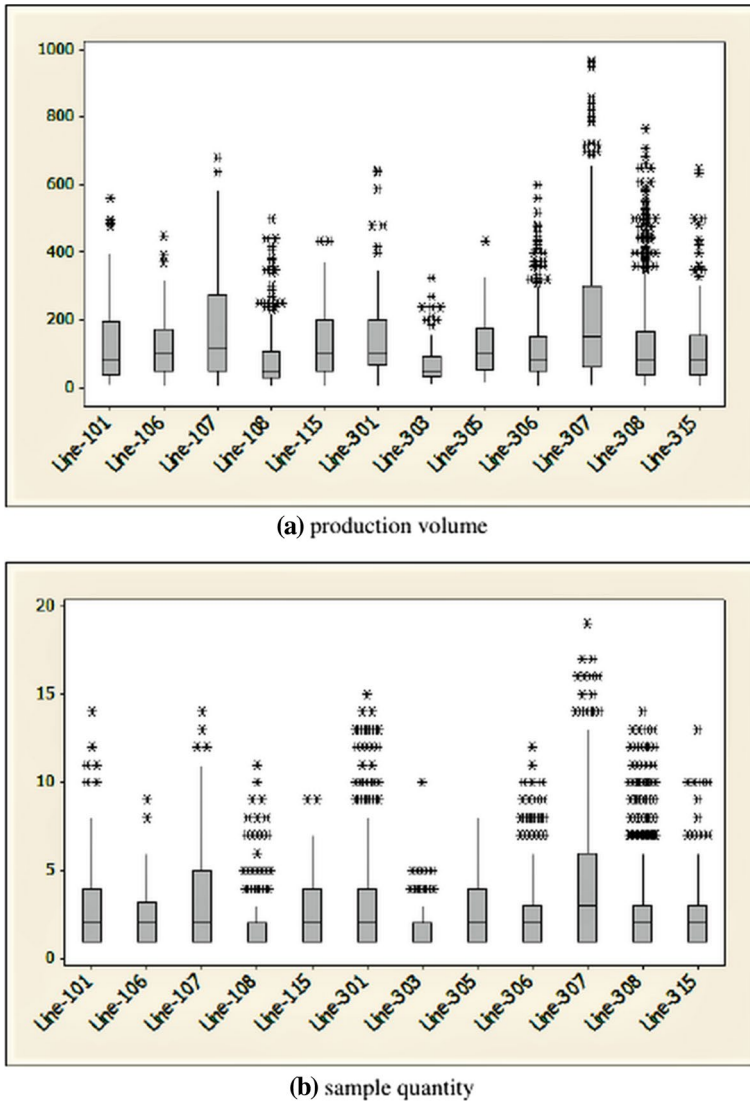 1000
800
600
400
200
0
Line-101 Line-106 Line-107 Line-108 Line-115 Line-301 Line-303 Line-305 Line-306 Line-307 Line-308 Line-315
(a) production volume
20
15
10
5
0
Line-101 Line-106 Line-107 Line-108 Line-115 Line-301 Line-303 Line-305 Line-306 Line-307 Line-308 Line-315
(b) sample quantity